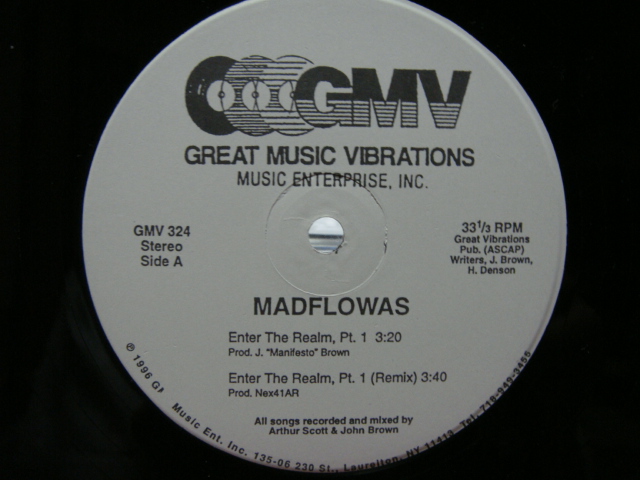 GMV
GREAT MUSIC VIBRATIONS
MUSIC ENTERPRISE, INC.
GMV 324
Stereo
Side A
33 1/3 RPM
Great Vibrations
Pub. (ASCAP)
Writers, J. Brown,
H. Denson
MADFLOWAS
Enter The Realm, Pt. 1 3:20
Prod. J. "Manifesto" Brown
Enter The Realm, Pt. 1 (Remix) 3:40
Prod. Nex41AR
All songs recorded and mixed by
Arthur Scott & John Brown
℗ 1996 Music Ent. Inc. 135-06 230 St., Laurelton, NY 11413 Tel.